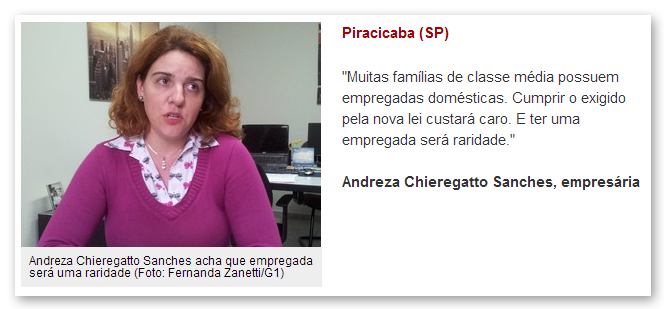 Piracicaba (SP)
"Muitas famílias de classe média possuem
empregadas domésticas. Cumprir o exigido
pela nova lei custará caro. E ter uma
empregada será raridade."
Andreza Chieregatto Sanches, empresária
Andreza Chieregatto Sanches acha que empregada
será uma raridade (Foto: Fernanda Zanetti/G1)